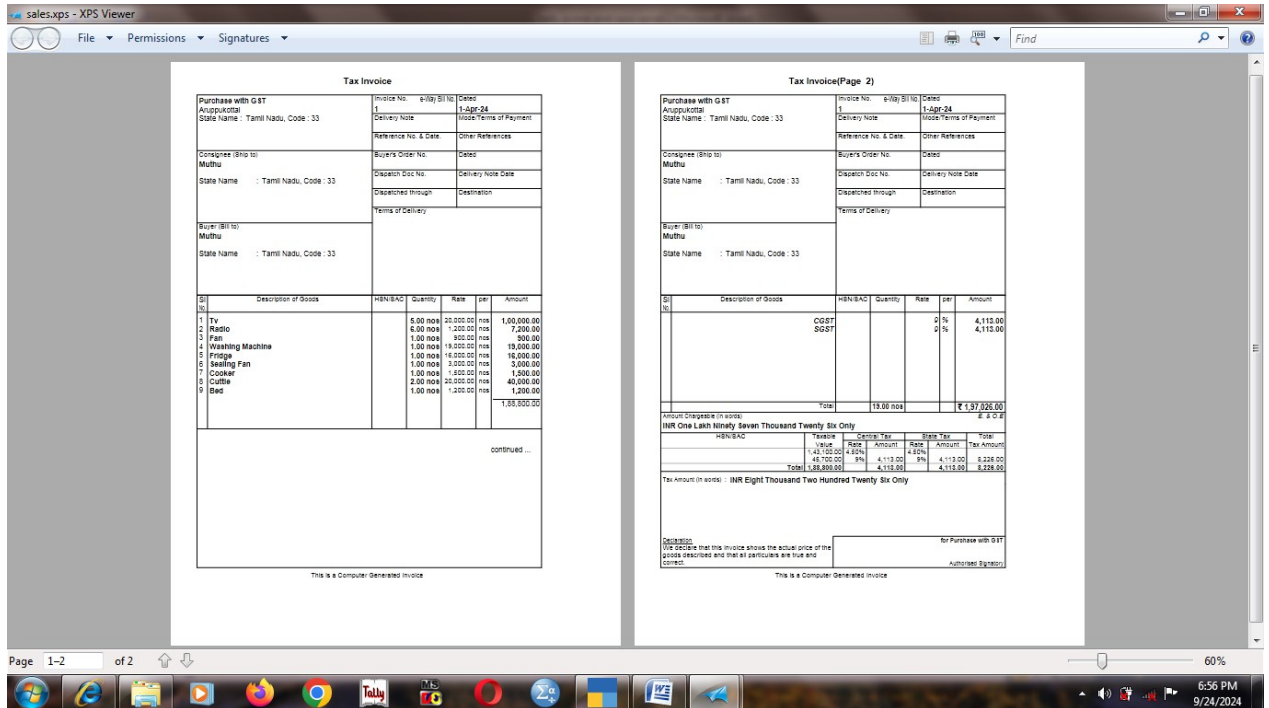 sales.xps - XPS Viewer
File Permissions Signatures Find
Tax Invoice
Purchase with GST
Aruppukottai
State Name : Tamil Nadu, Code : 33
Invoice No. e-Way Bill No. Dated
1 1-Apr-24
Delivery Note Mode/Terms of Payment
Reference No. & Date. Other References
Consignee (Ship to)
Muthu
State Name : Tamil Nadu, Code : 33
Buyer's Order No. Dated
Dispatch Doc No. Delivery Note Date
Dispatched through Destination
Terms of Delivery
Buyer (Bill to)
Muthu
State Name : Tamil Nadu, Code : 33
Sl No. Description of Goods HSN/SAC Quantity Rate per Amount
1 Tv 5.00 nos 20,000.00 nos 1,00,000.00
2 Radio 6.00 nos 1,200.00 nos 7,200.00
3 Fan 1.00 nos 900.00 nos 900.00
4 Washing Machine 1.00 nos 19,000.00 nos 19,000.00
5 Fridge 1.00 nos 16,000.00 nos 16,000.00
6 Sealing Fan 1.00 nos 3,000.00 nos 3,000.00
7 Cooker 1.00 nos 1,500.00 nos 1,500.00
8 Cuttle 2.00 nos 20,000.00 nos 40,000.00
9 Bed 1.00 nos 1,200.00 nos 1,200.00
1,88,800.00
continued ...
This is a Computer Generated Invoice
Tax Invoice(Page 2)
Purchase with GST
Aruppukottai
State Name : Tamil Nadu, Code : 33
Invoice No. e-Way Bill No. Dated
1 1-Apr-24
Delivery Note Mode/Terms of Payment
Reference No. & Date. Other References
Consignee (Ship to)
Muthu
State Name : Tamil Nadu, Code : 33
Buyer's Order No. Dated
Dispatch Doc No. Delivery Note Date
Dispatched through Destination
Terms of Delivery
Buyer (Bill to)
Muthu
State Name : Tamil Nadu, Code : 33
Sl No. Description of Goods HSN/SAC Quantity Rate per Amount
CGST 9 % 4,113.00
SGST 9 % 4,113.00
Total 19.00 nos ₹ 1,97,026.00
Amount Chargeable (in words) E. & O.E
INR One Lakh Ninety Seven Thousand Twenty Six Only
HSN/SAC Taxable Central Tax State Tax Total
Value Rate Amount Rate Amount Tax Amount
1,43,100.00 4.50% 4.50%
45,700.00 9% 4,113.00 9% 4,113.00 8,226.00
Total 1,88,800.00 4,113.00 4,113.00 8,226.00
Tax Amount (in words) : INR Eight Thousand Two Hundred Twenty Six Only
Declaration
We declare that this invoice shows the actual price of the
goods described and that all particulars are true and
correct.
for Purchase with GST
Authorised Signatory
This is a Computer Generated Invoice
Page 1-2 of 2 60%
Tally
MS
6:56 PM
9/24/2024